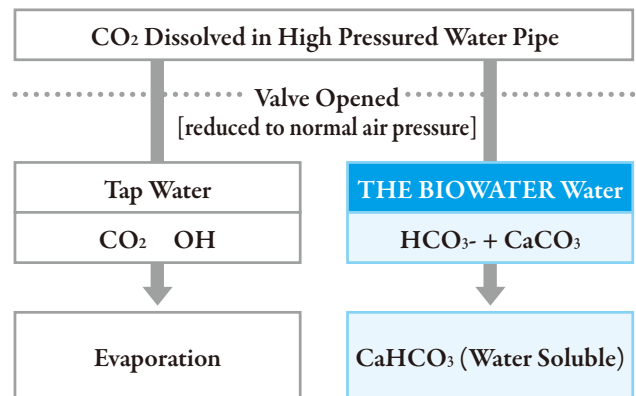 CO₂ Dissolved in High Pressured Water Pipe
Valve Opened
[reduced to normal air pressure]
Tap Water
CO₂ OH
Evaporation
THE BIOWATER Water
HCO₃- + CaCO₃
CaHCO₃ (Water Soluble)